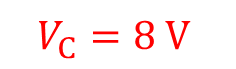 V_C = 8 V